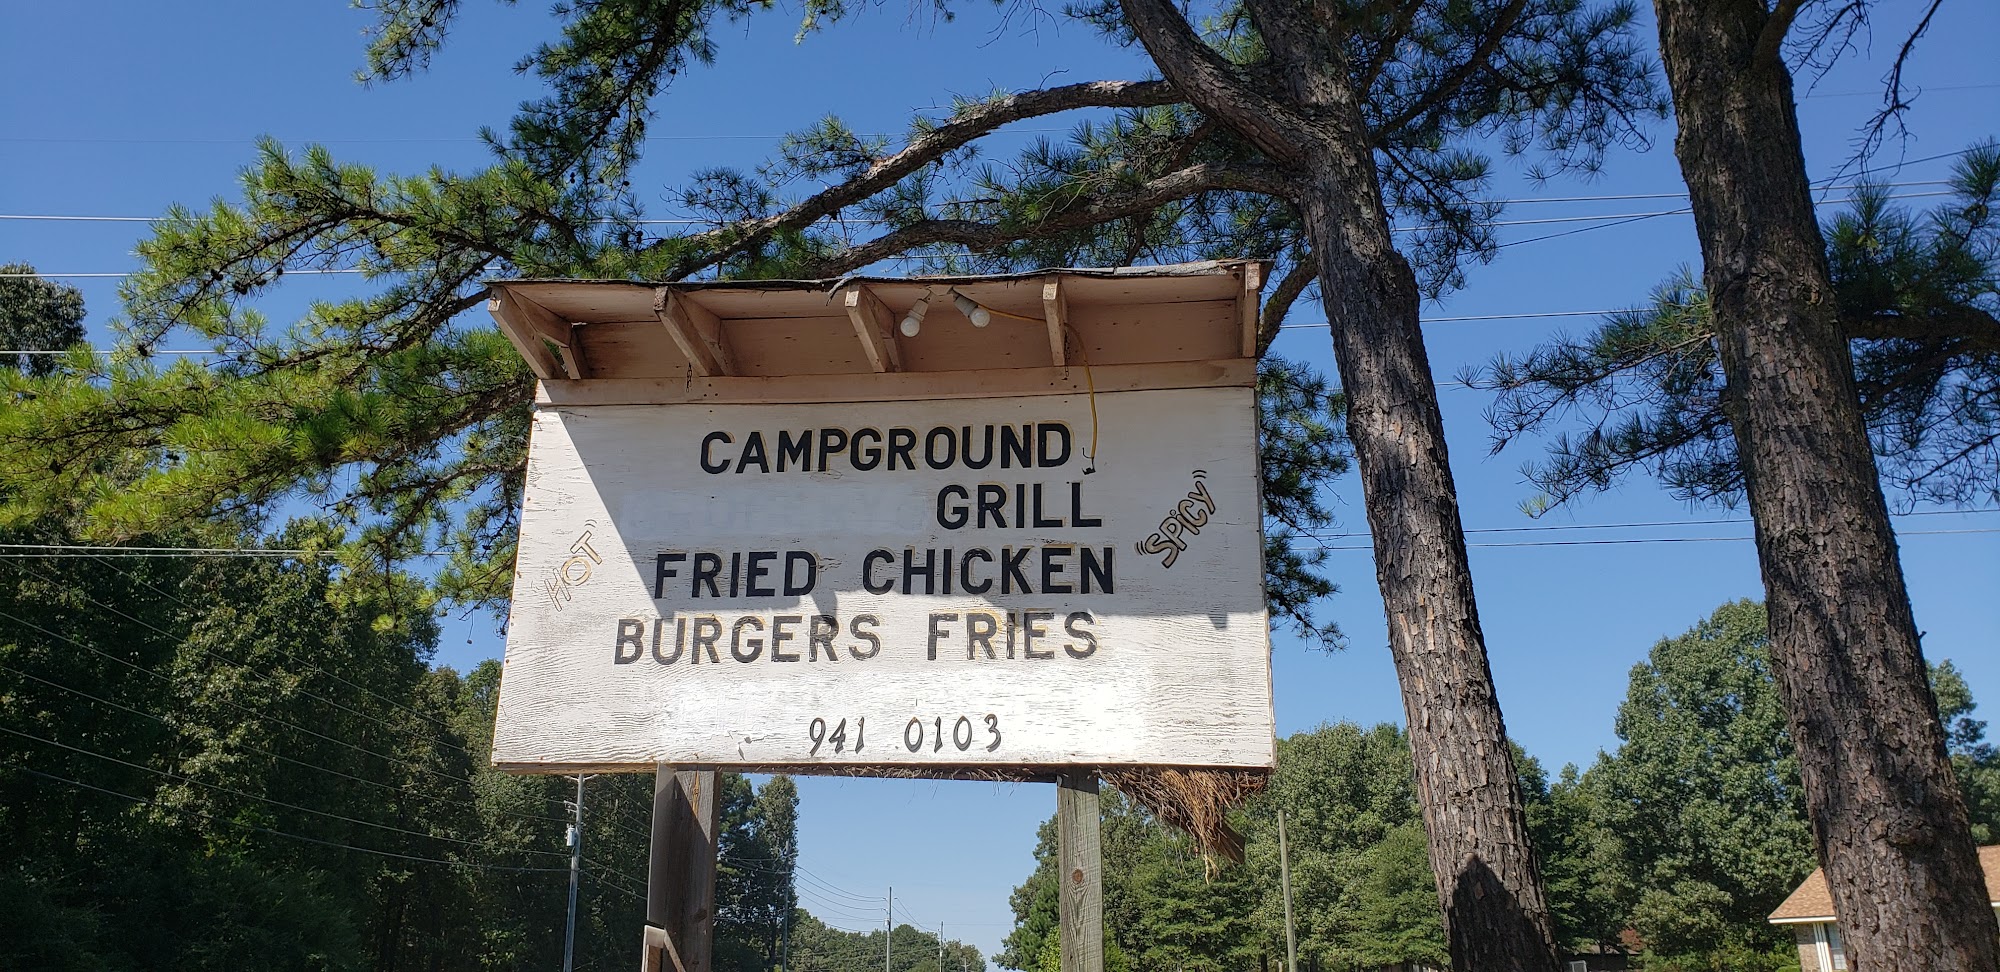 CAMPGROUND
GRILL
"HOT"
"SPICY"
FRIED CHICKEN
BURGERS FRIES
941 0103